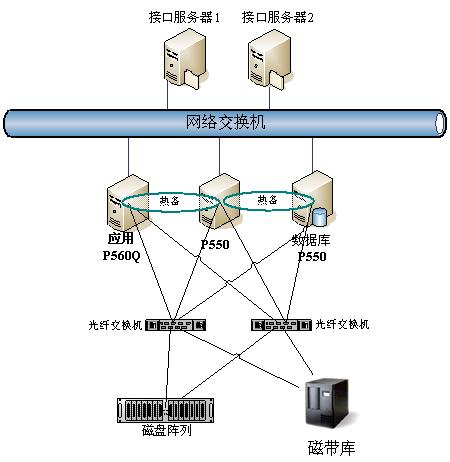 接口服务器1
接口服务器2
网络交换机
热备
热备
应用
P560Q
P550
数据库
P550
光纤交换机
光纤交换机
磁盘阵列
磁带库